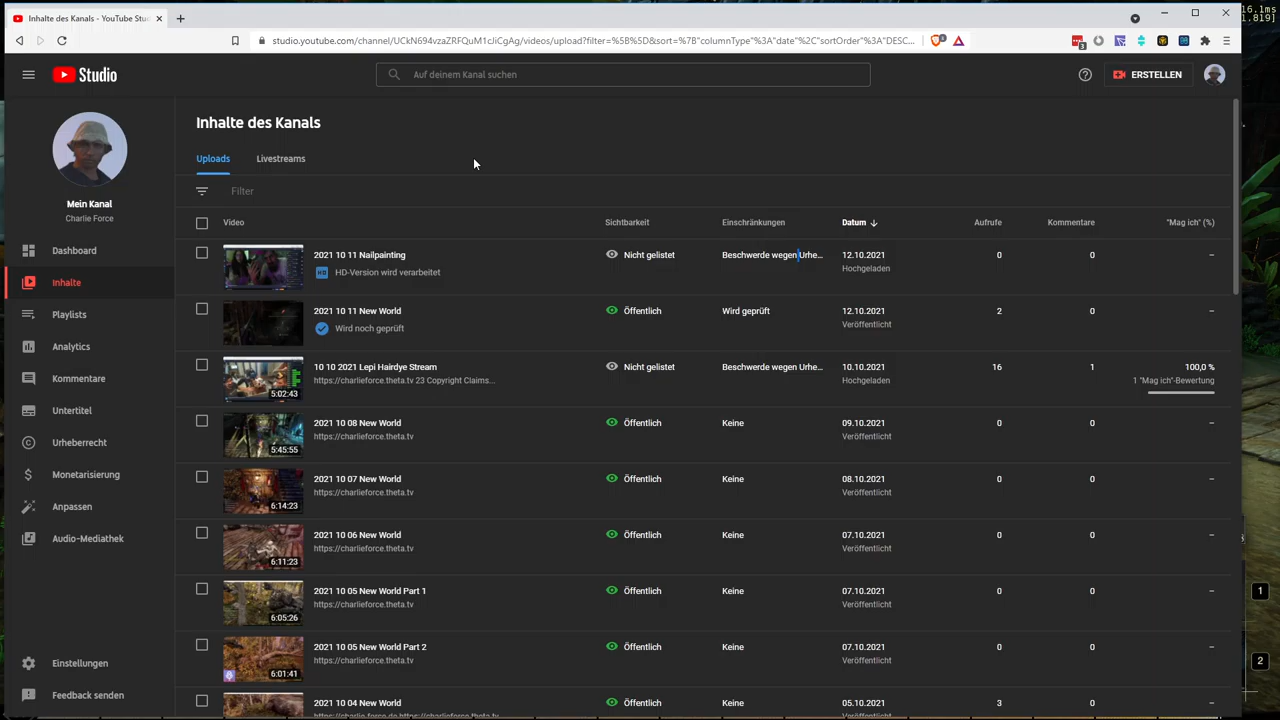 Inhalte des Kanals - YouTube Stu
16.1ms
1.819]
studio.youtube.com/channel/UCkN694vzaZRFQuM1cJiCgAg/videos/upload?filter=%5B%5D&sort=%7B"columnType"%3A"date"%2C"sortOrder"%3A"DESC...
3
Studio
Auf deinem Kanal suchen
ERSTELLEN
Mein Kanal
Charlie Force
Dashboard
Inhalte
Playlists
Analytics
Kommentare
Untertitel
Urheberrecht
Monetarisierung
Anpassen
Audio-Mediathek
Einstellungen
Feedback senden
Inhalte des Kanals
Uploads Livestreams
Filter
Video Sichtbarkeit Einschränkungen Datum Aufrufe Kommentare "Mag ich" (%)
2021 10 11 Nailpainting Nicht gelistet Beschwerde wegen Urhe... 12.10.2021 0 0 –
HD HD-Version wird verarbeitet Hochgeladen
2021 10 11 New World Öffentlich Wird geprüft 12.10.2021 2 0 –
Wird noch geprüft Veröffentlicht
10 10 2021 Lepi Hairdye Stream Nicht gelistet Beschwerde wegen Urhe... 10.10.2021 16 1 100,0 %
https://charlieforce.theta.tv 23 Copyright Claims... Hochgeladen 1 "Mag ich"-Bewertung
5:02:43
2021 10 08 New World Öffentlich Keine 09.10.2021 0 0 –
https://charlieforce.theta.tv Veröffentlicht
5:45:55
2021 10 07 New World Öffentlich Keine 08.10.2021 0 0 –
https://charlieforce.theta.tv Veröffentlicht
6:14:23
2021 10 06 New World Öffentlich Keine 07.10.2021 0 0 –
https://charlieforce.theta.tv Veröffentlicht
6:11:23
2021 10 05 New World Part 1 Öffentlich Keine 07.10.2021 0 0 –
https://charlieforce.theta.tv Veröffentlicht
6:05:26
2021 10 05 New World Part 2 Öffentlich Keine 07.10.2021 0 0 –
https://charlieforce.theta.tv Veröffentlicht
6:01:41
2021 10 04 New World Öffentlich Keine 05.10.2021 3 0 –
Veröffentlicht
1
2